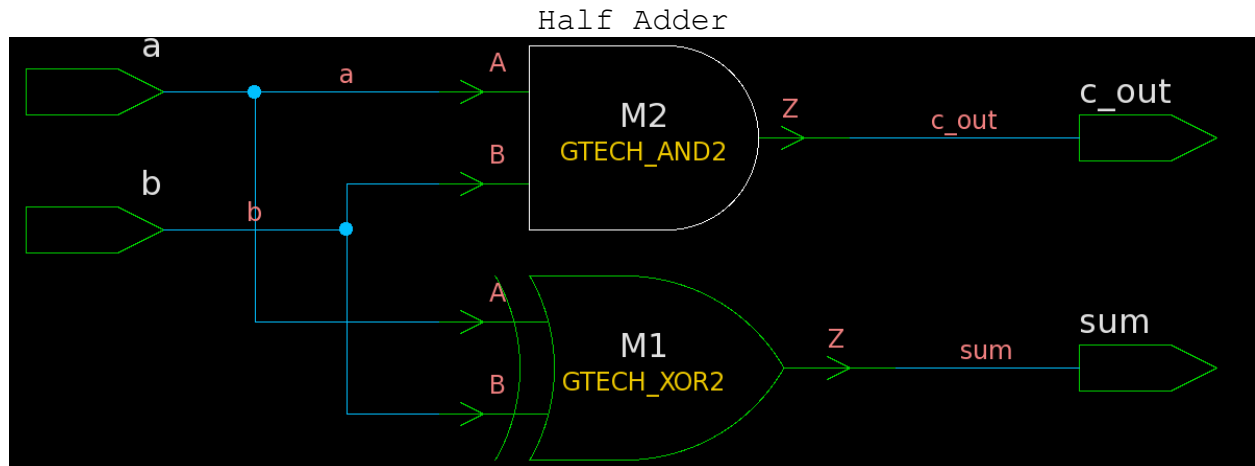 Half Adder
a
a
A
M2
GTECH_AND2
Z
c_out
c_out
B
b
b
A
M1
GTECH_XOR2
Z
sum
sum
B